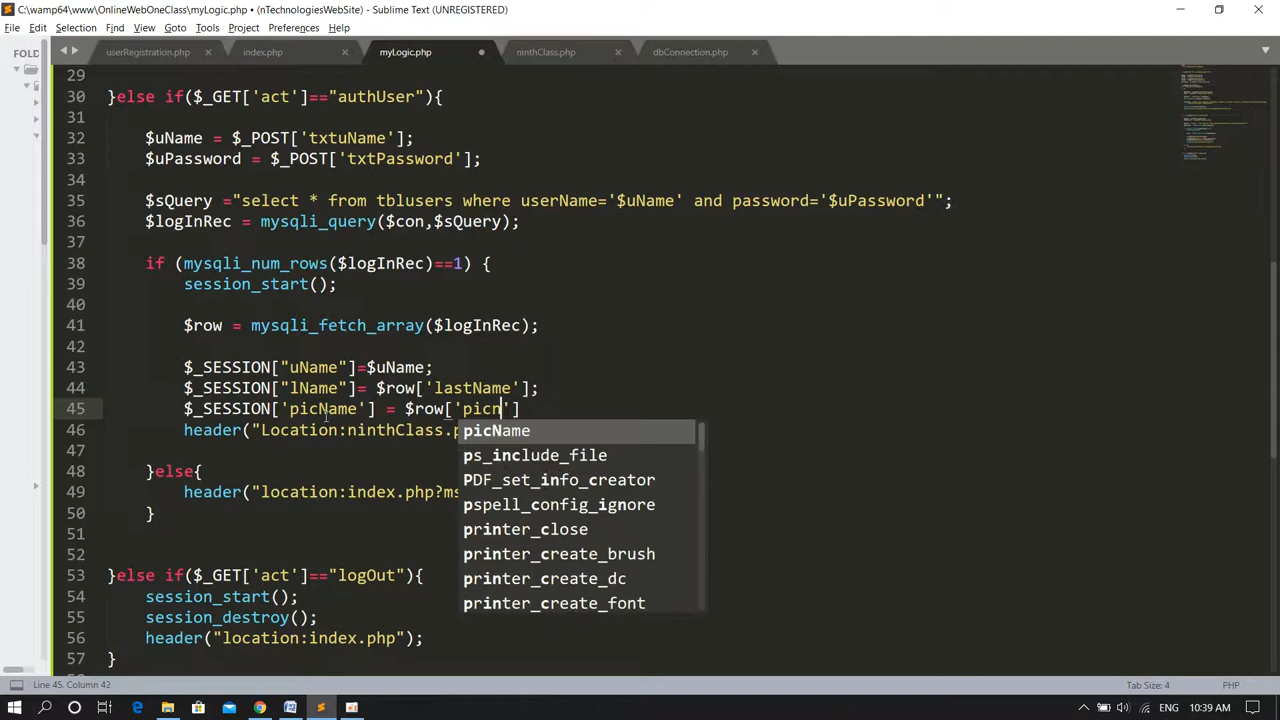 C:\wamp64\www\OnlineWebOneClass\myLogic.php • (nTechnologiesWebSite) - Sublime Text (UNREGISTERED)
File Edit Selection Find View Goto Tools Project Preferences Help
FOLD
userRegistration.php × index.php × myLogic.php ninthClass.php × dbConnection.php ×
29
30 }else if($_GET['act']=="authUser"){
31
32 $uName = $_POST['txtuName'];
33 $uPassword = $_POST['txtPassword'];
34
35 $sQuery ="select * from tblusers where userName='$uName' and password='$uPassword'";
36 $logInRec = mysqli_query($con,$sQuery);
37
38 if (mysqli_num_rows($logInRec)==1) {
39 session_start();
40
41 $row = mysqli_fetch_array($logInRec);
42
43 $_SESSION["uName"]=$uName;
44 $_SESSION["lName"]= $row['lastName'];
45 $_SESSION['picName'] = $row['picn']
46 header("Location:ninthClass.p
picName
ps_include_file
PDF_set_info_creator
pspell_config_ignore
printer_close
printer_create_brush
printer_create_dc
printer_create_font
47
48 }else{
49 header("location:index.php?ms
50 }
51
52
53 }else if($_GET['act']=="logOut"){
54 session_start();
55 session_destroy();
56 header("location:index.php");
57 }
Line 45, Column 42 Tab Size: 4 PHP
ENG 10:39 AM